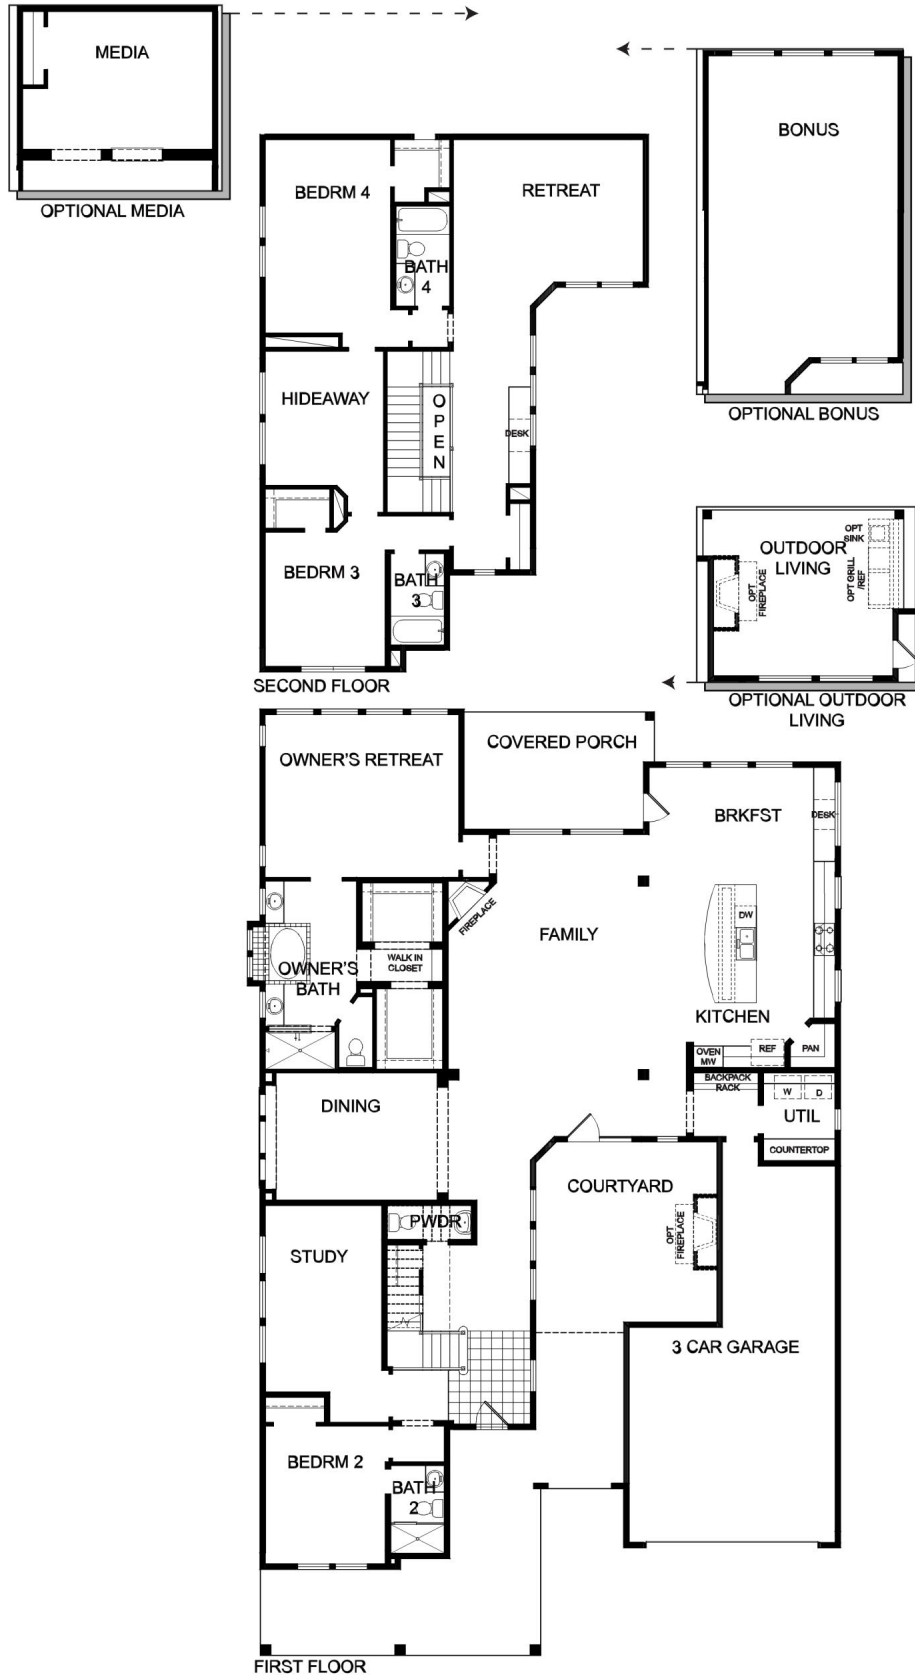 MEDIA
OPTIONAL MEDIA
BONUS
OPTIONAL BONUS
BEDRM 4
RETREAT
BATH
4
HIDEAWAY
O
P
E
N
DESK
BEDRM 3
BATH
3
SECOND FLOOR
OUTDOOR
LIVING
OPT
SINK
OPT GRILL
/REF
OPT
FIREPLACE
OPTIONAL OUTDOOR
LIVING
OWNER'S RETREAT
COVERED PORCH
BRKFST
DESK
FIREPLACE
FAMILY
DW
WALK IN
CLOSET
OWNER'S
BATH
KITCHEN
OVEN
MW
REF
PAN
BACKPACK
RACK
W
D
UTIL
COUNTERTOP
DINING
COURTYARD
OPT
FIREPLACE
PWDR
STUDY
3 CAR GARAGE
BEDRM 2
BATH
2
FIRST FLOOR